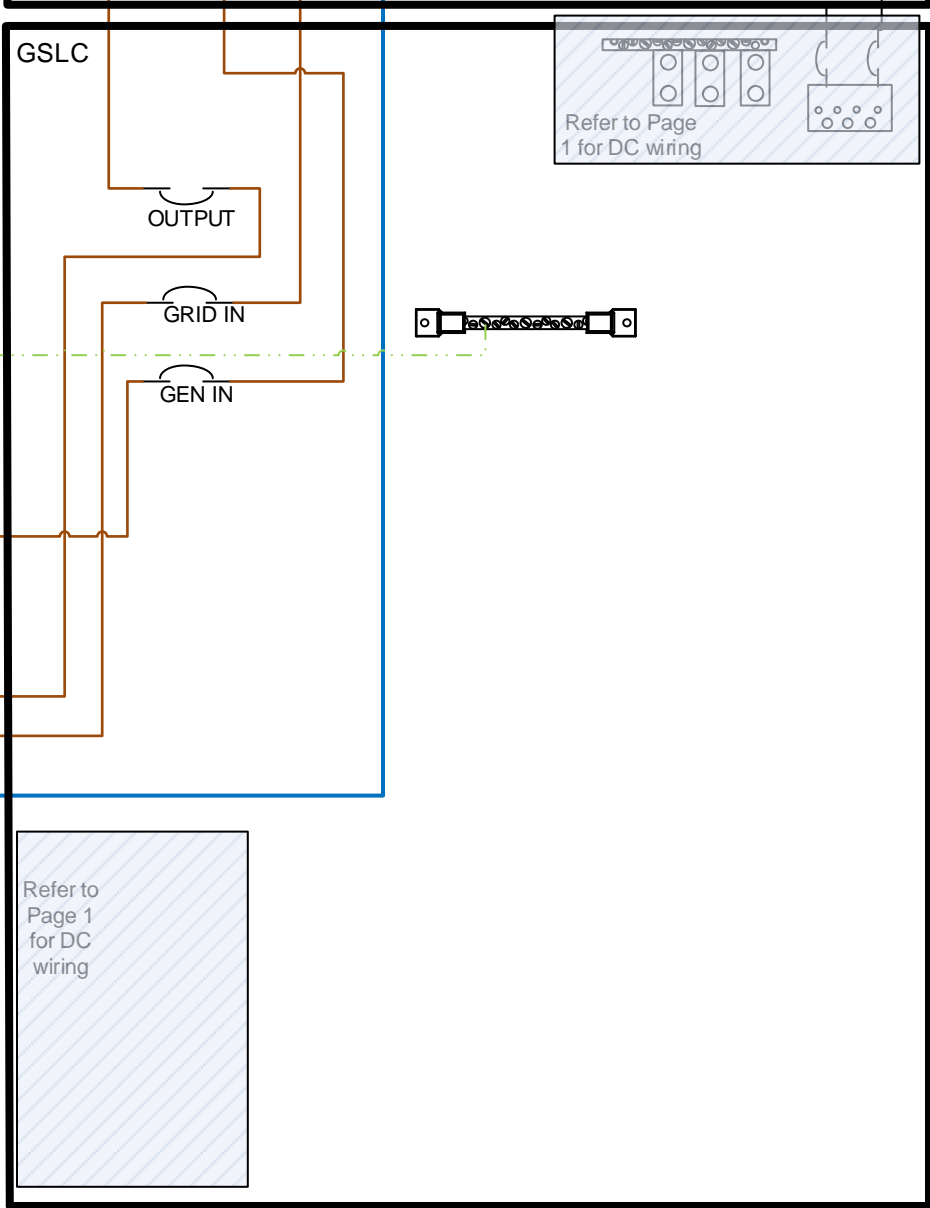 GSLC
Refer to Page
1 for DC wiring
OUTPUT
GRID IN
GEN IN
Refer to
Page 1
for DC
wiring